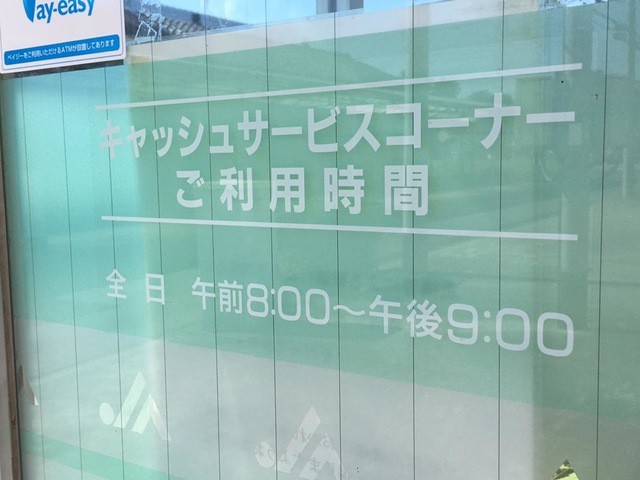 ay-easy
ペイジーをご利用いただけるATMが設置してあります
キャッシュサービスコーナー
ご利用時間
全日 午前8:00～午後9:00
JA